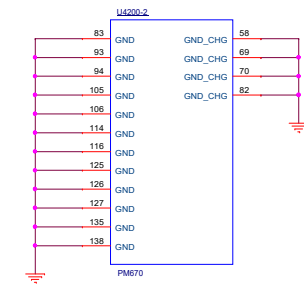 U4200-2
83 GND GND_CHG 58
93 GND GND_CHG 69
94 GND GND_CHG 70
105 GND GND_CHG 82
106 GND
114 GND
116 GND
125 GND
126 GND
127 GND
135 GND
138 GND
PM670